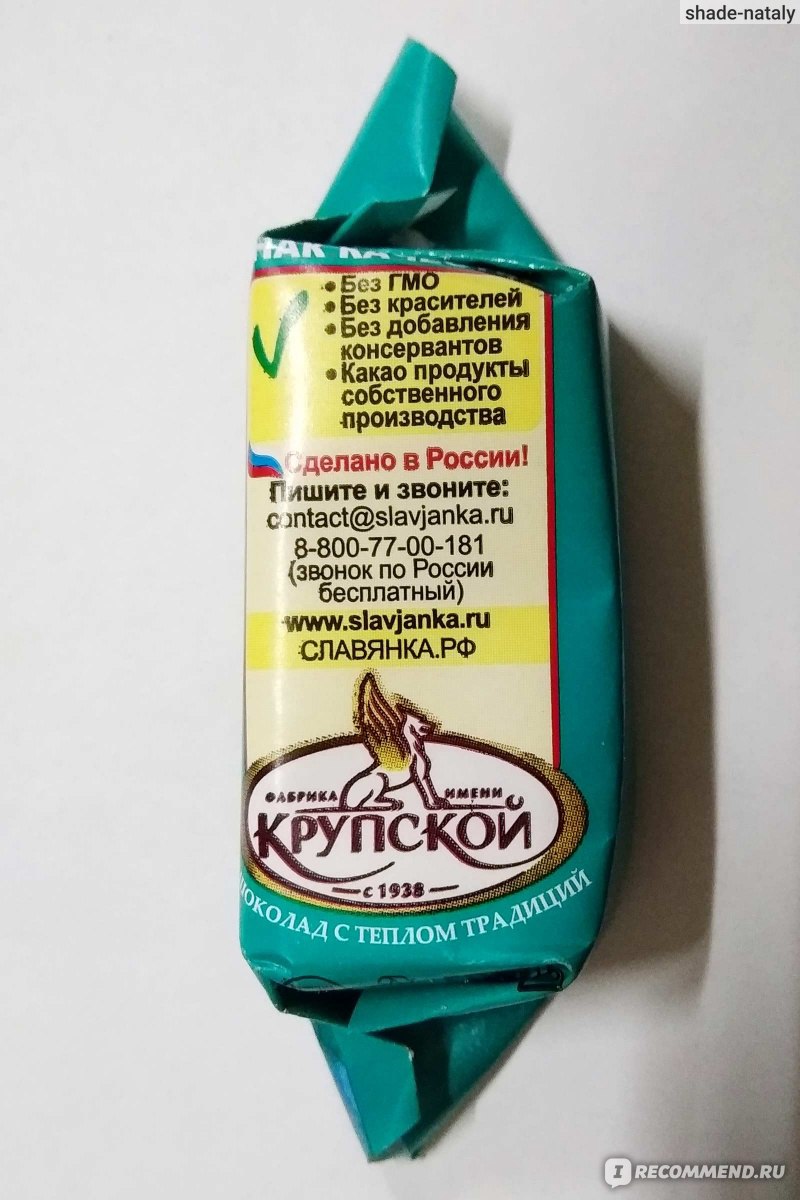 shade-nataly
• Без ГМО
• Без красителей
• Без добавления
консервантов
• Какао продукты
собственного
производства
Сделано в России!
Пишите и звоните:
contact@slavjanka.ru
8-800-77-00-181
(звонок по России
бесплатный)
www.slavjanka.ru
СЛАВЯНКА.РФ
ФАБРИКА ИМЕНИ
КРУПСКОЙ
с 1938
ШОКОЛАД С ТЕПЛОМ ТРАДИЦИЙ
IRECOMMEND.RU